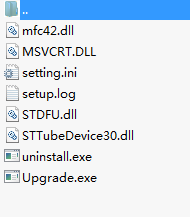 ..
mfc42.dll
MSVCRT.DLL
setting.ini
setup.log
STDFU.dll
STTubeDevice30.dll
uninstall.exe
Upgrade.exe